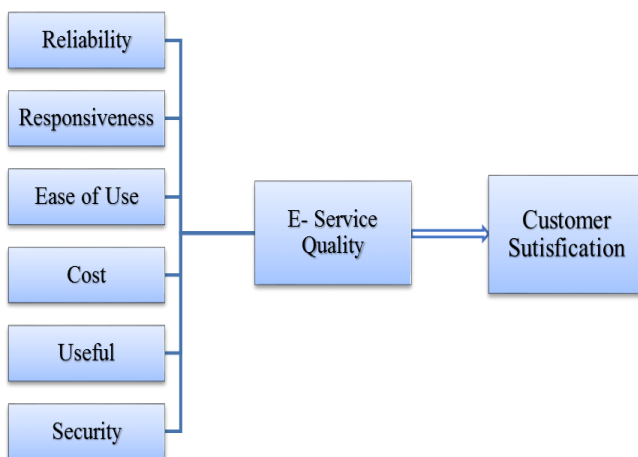 Reliability
Responsiveness
Ease of Use
Cost
Useful
Security
E- Service
Quality
Customer
Sutisfication